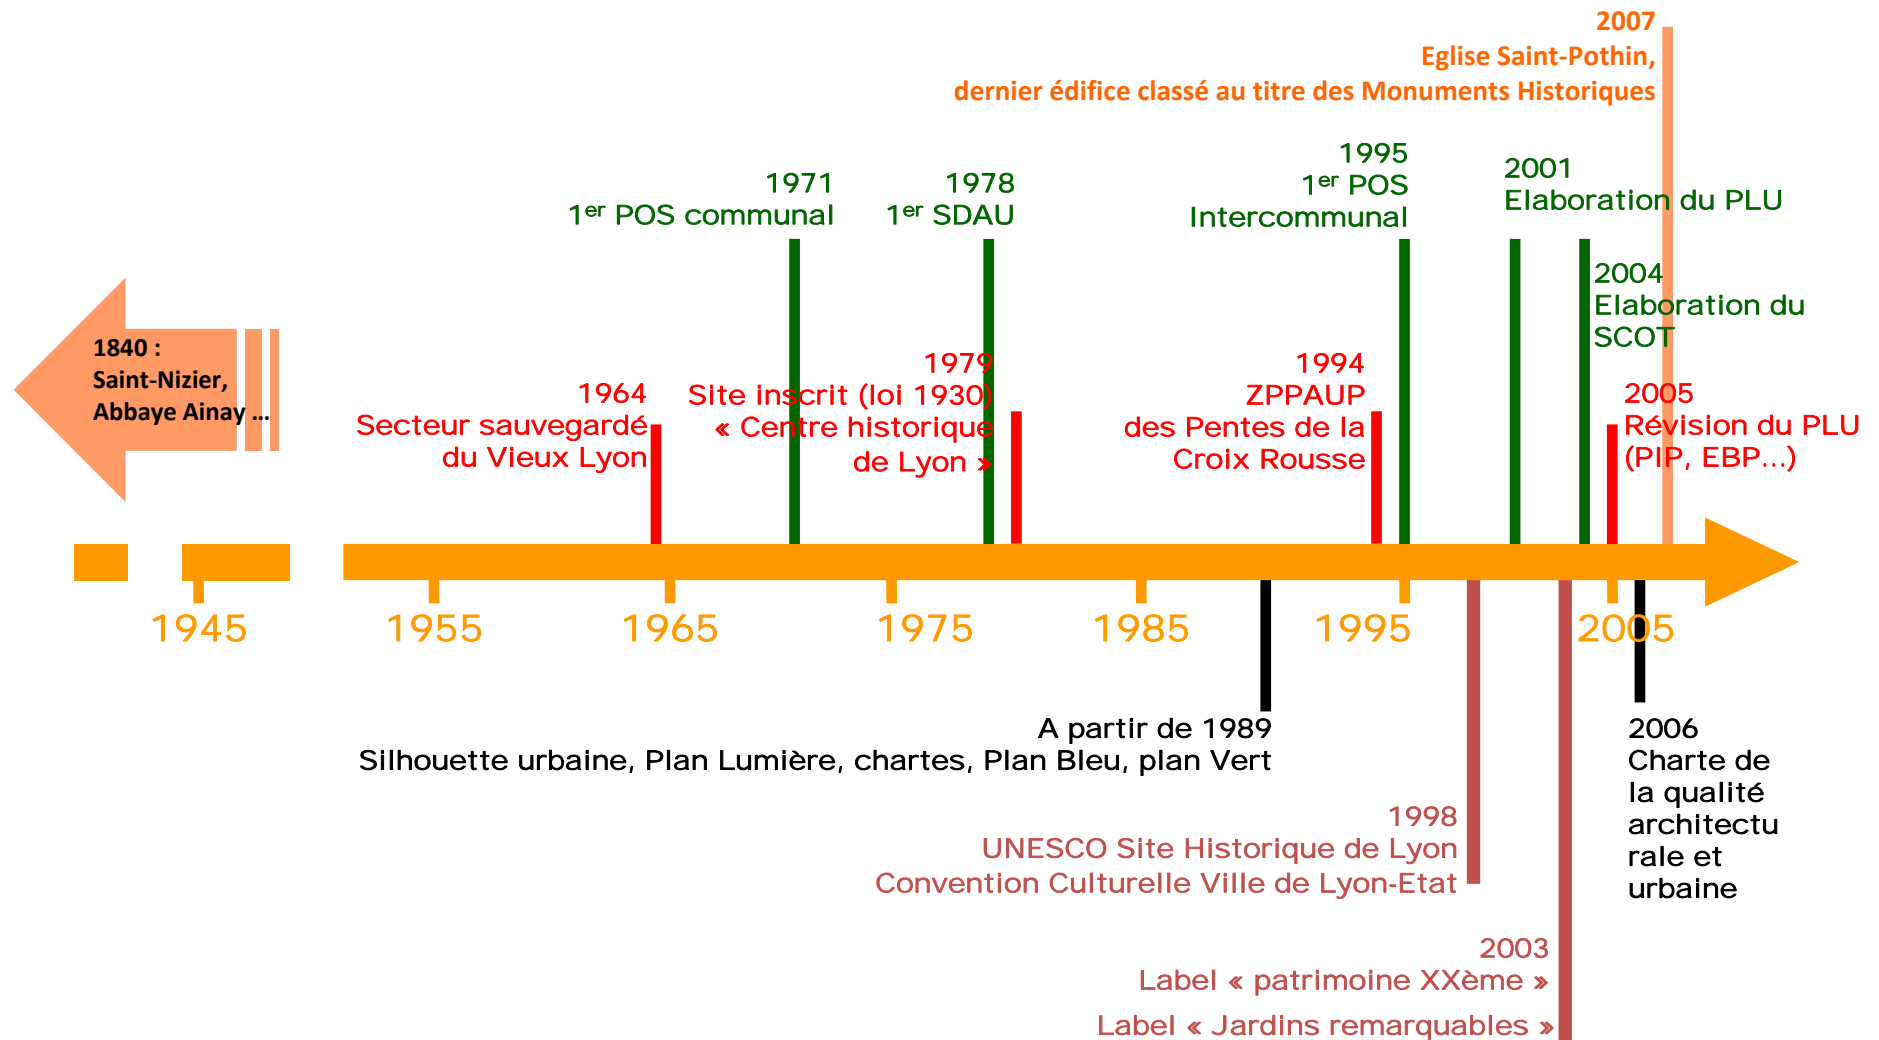 2007
Eglise Saint-Pothin,
dernier édifice classé au titre des Monuments Historiques
1971
1er POS communal
1978
1er SDAU
1995
1er POS
Intercommunal
2001
Elaboration du PLU
2004
Elaboration du
SCOT
1840 :
Saint-Nizier,
Abbaye Ainay ...
1964
Secteur sauvegardé
du Vieux Lyon
1979
Site inscrit (loi 1930)
« Centre historique
de Lyon »
1994
ZPPAUP
des Pentes de la
Croix Rousse
2005
Révision du PLU
(PIP, EBP...)
1945
1955
1965
1975
1985
1995
2005
A partir de 1989
Silhouette urbaine, Plan Lumière, chartes, Plan Bleu, plan Vert
2006
Charte de
la qualité
architectu
rale et
urbaine
1998
UNESCO Site Historique de Lyon
Convention Culturelle Ville de Lyon-Etat
2003
Label « patrimoine XXème »
Label « Jardins remarquables »